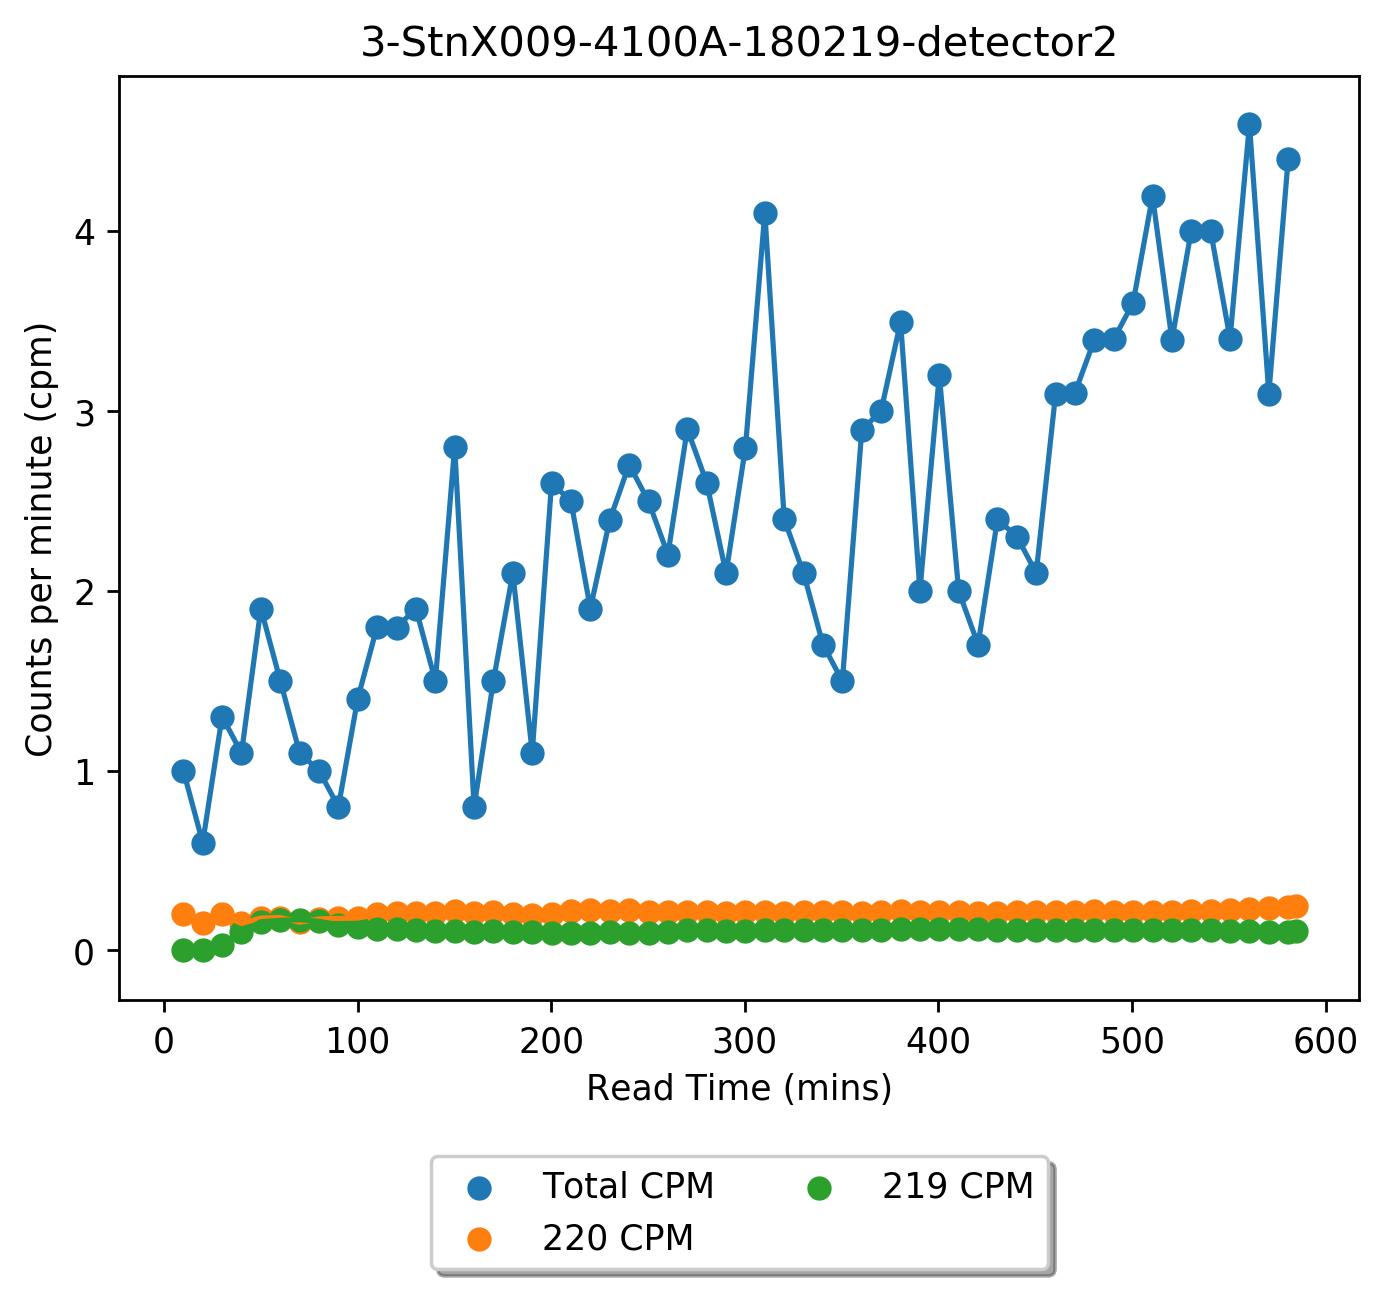 3-StnX009-4100A-180219-detector2
Counts per minute (cpm)
4
3
2
1
0
0 100 200 300 400 500 600
Read Time (mins)
Total CPM 219 CPM
220 CPM